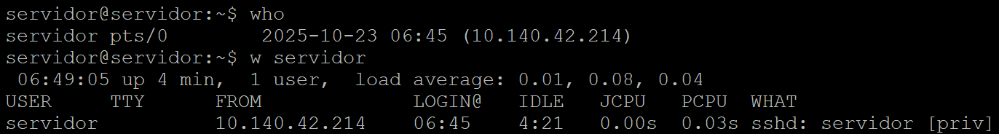 servidor@servidor:~$ who
servidor pts/0        2025-10-23 06:45 (10.140.42.214)
servidor@servidor:~$ w servidor
 06:49:05 up 4 min,  1 user,  load average: 0.01, 0.08, 0.04
USER     TTY      FROM             LOGIN@   IDLE   JCPU   PCPU  WHAT
servidor          10.140.42.214    06:45    4:21   0.00s  0.03s sshd: servidor [priv]